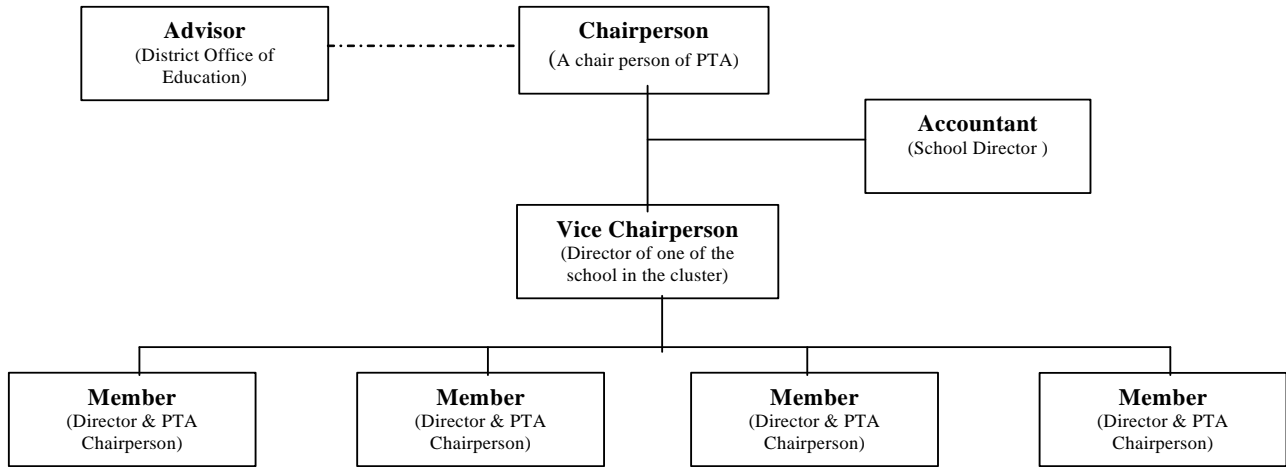 Advisor
(District Office of
Education)
Chairperson
(A chair person of PTA)
Accountant
(School Director )
Vice Chairperson
(Director of one of the
school in the cluster)
Member
(Director & PTA
Chairperson)
Member
(Director & PTA
Chairperson)
Member
(Director & PTA
Chairperson)
Member
(Director & PTA
Chairperson)